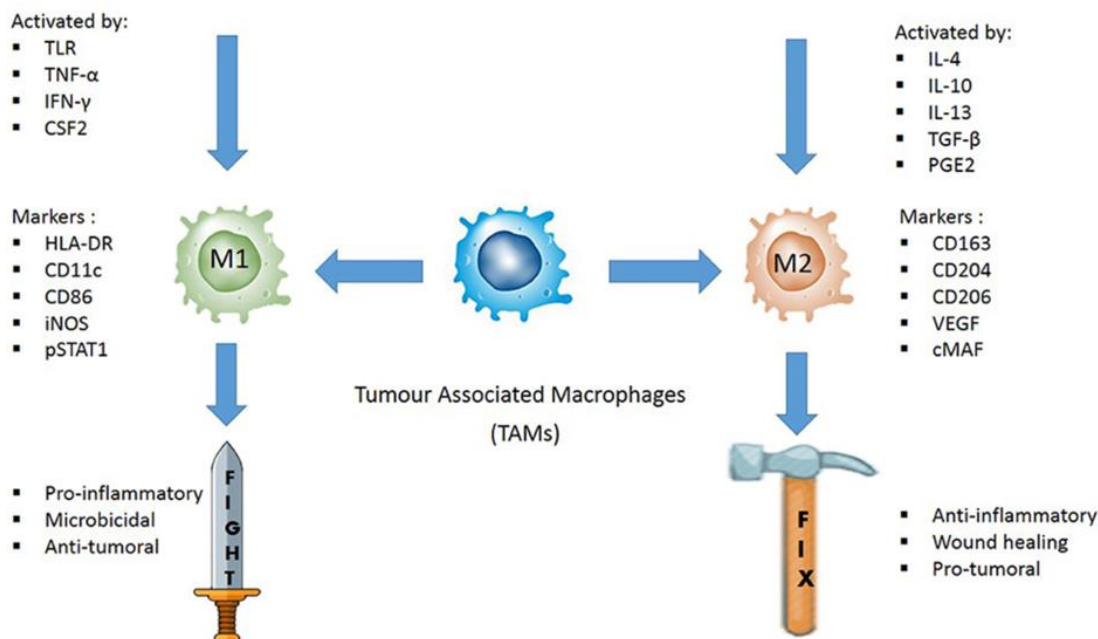 Activated by:
▪ TLR
▪ TNF-α
▪ IFN-γ
▪ CSF2
Activated by:
▪ IL-4
▪ IL-10
▪ IL-13
▪ TGF-β
▪ PGE2
Markers :
▪ HLA-DR
▪ CD11c
▪ CD86
▪ iNOS
▪ pSTAT1
M1
M2
Markers :
▪ CD163
▪ CD204
▪ CD206
▪ VEGF
▪ cMAF
Tumour Associated Macrophages
(TAMs)
▪ Pro-inflammatory
▪ Microbicidal
▪ Anti-tumoral
FIGHT
FIX
▪ Anti-inflammatory
▪ Wound healing
▪ Pro-tumoral